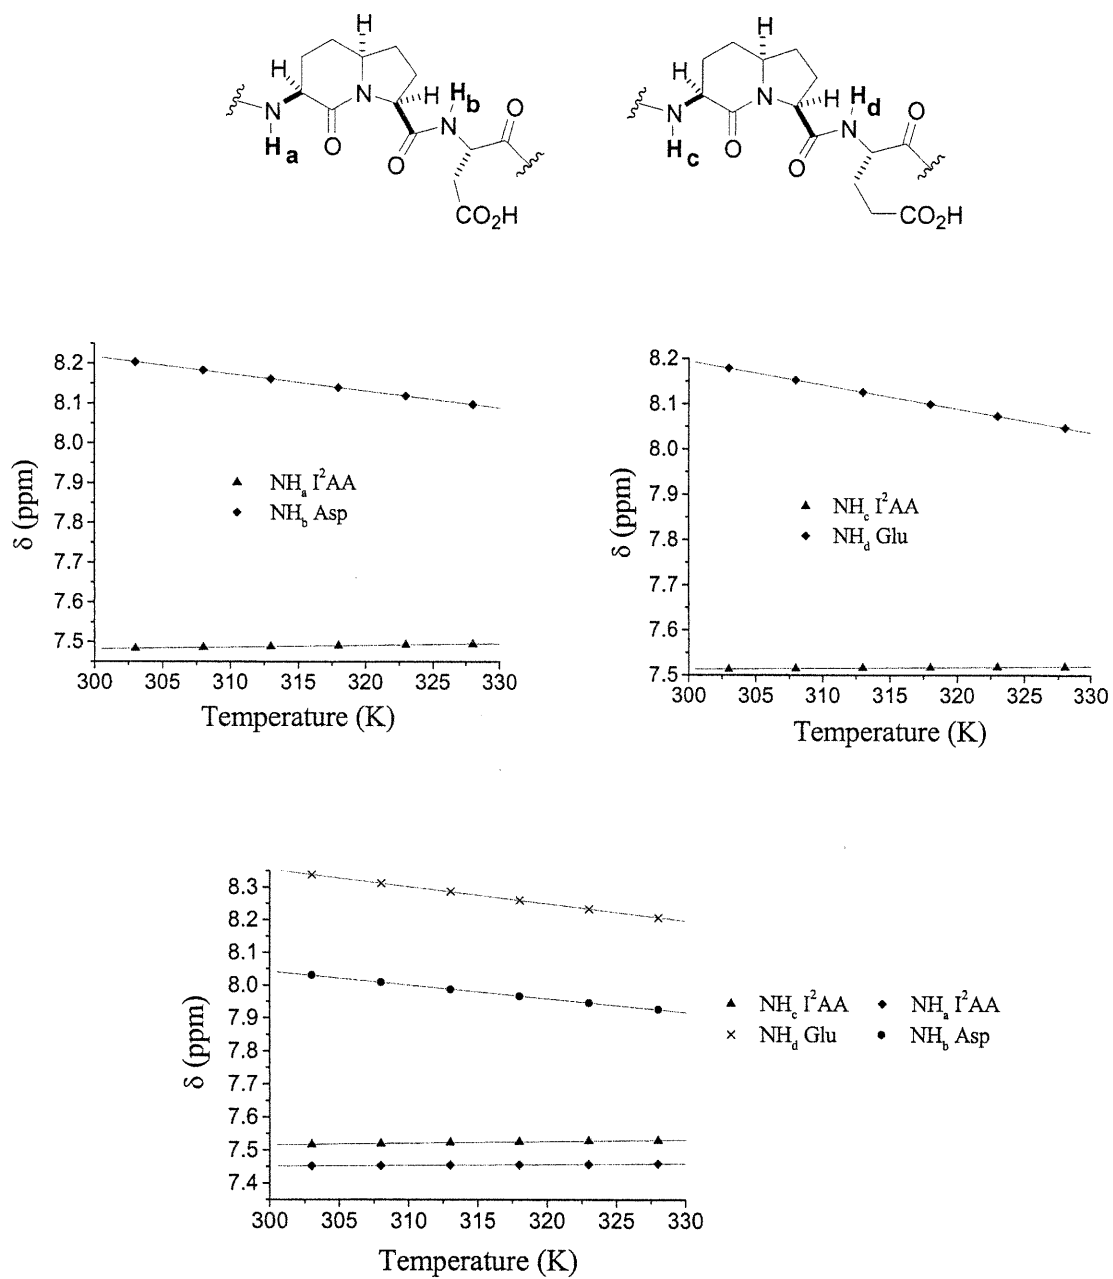 H H
H N H H b O
N N
H a O O
CO₂H
H H
H N H H d O
N N
H c O O
CO₂H
8.2
8.1
8.0
7.9
7.8
7.7
7.6
7.5
δ (ppm)
NHa I²AA
NHb Asp
300 305 310 315 320 325 330
Temperature (K)
8.2
8.1
8.0
7.9
7.8
7.7
7.6
7.5
δ (ppm)
NHc I²AA
NHd Glu
300 305 310 315 320 325 330
Temperature (K)
8.3
8.2
8.1
8.0
7.9
7.8
7.7
7.6
7.5
7.4
δ (ppm)
NHc I²AA NHa I²AA
NHd Glu NHb Asp
300 305 310 315 320 325 330
Temperature (K)